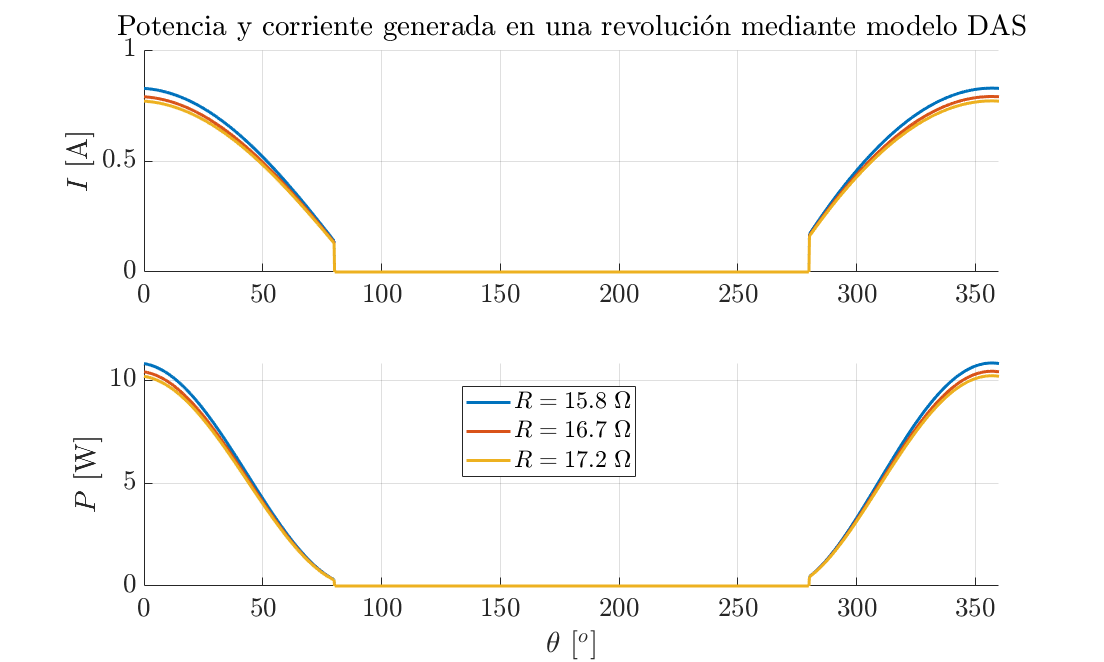 Potencia y corriente generada en una revolución mediante modelo DAS
1
0.5
0
I [A]
0 50 100 150 200 250 300 350
10
5
0
P [W]
R = 15.8 Ω
R = 16.7 Ω
R = 17.2 Ω
0 50 100 150 200 250 300 350
θ [º]